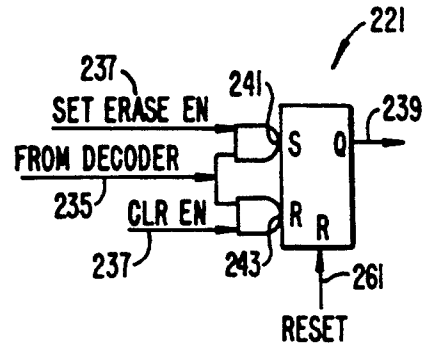 221
237
241
239
SET ERASE EN
S Q
FROM DECODER
235
CLR EN
R
R
237
243
261
RESET